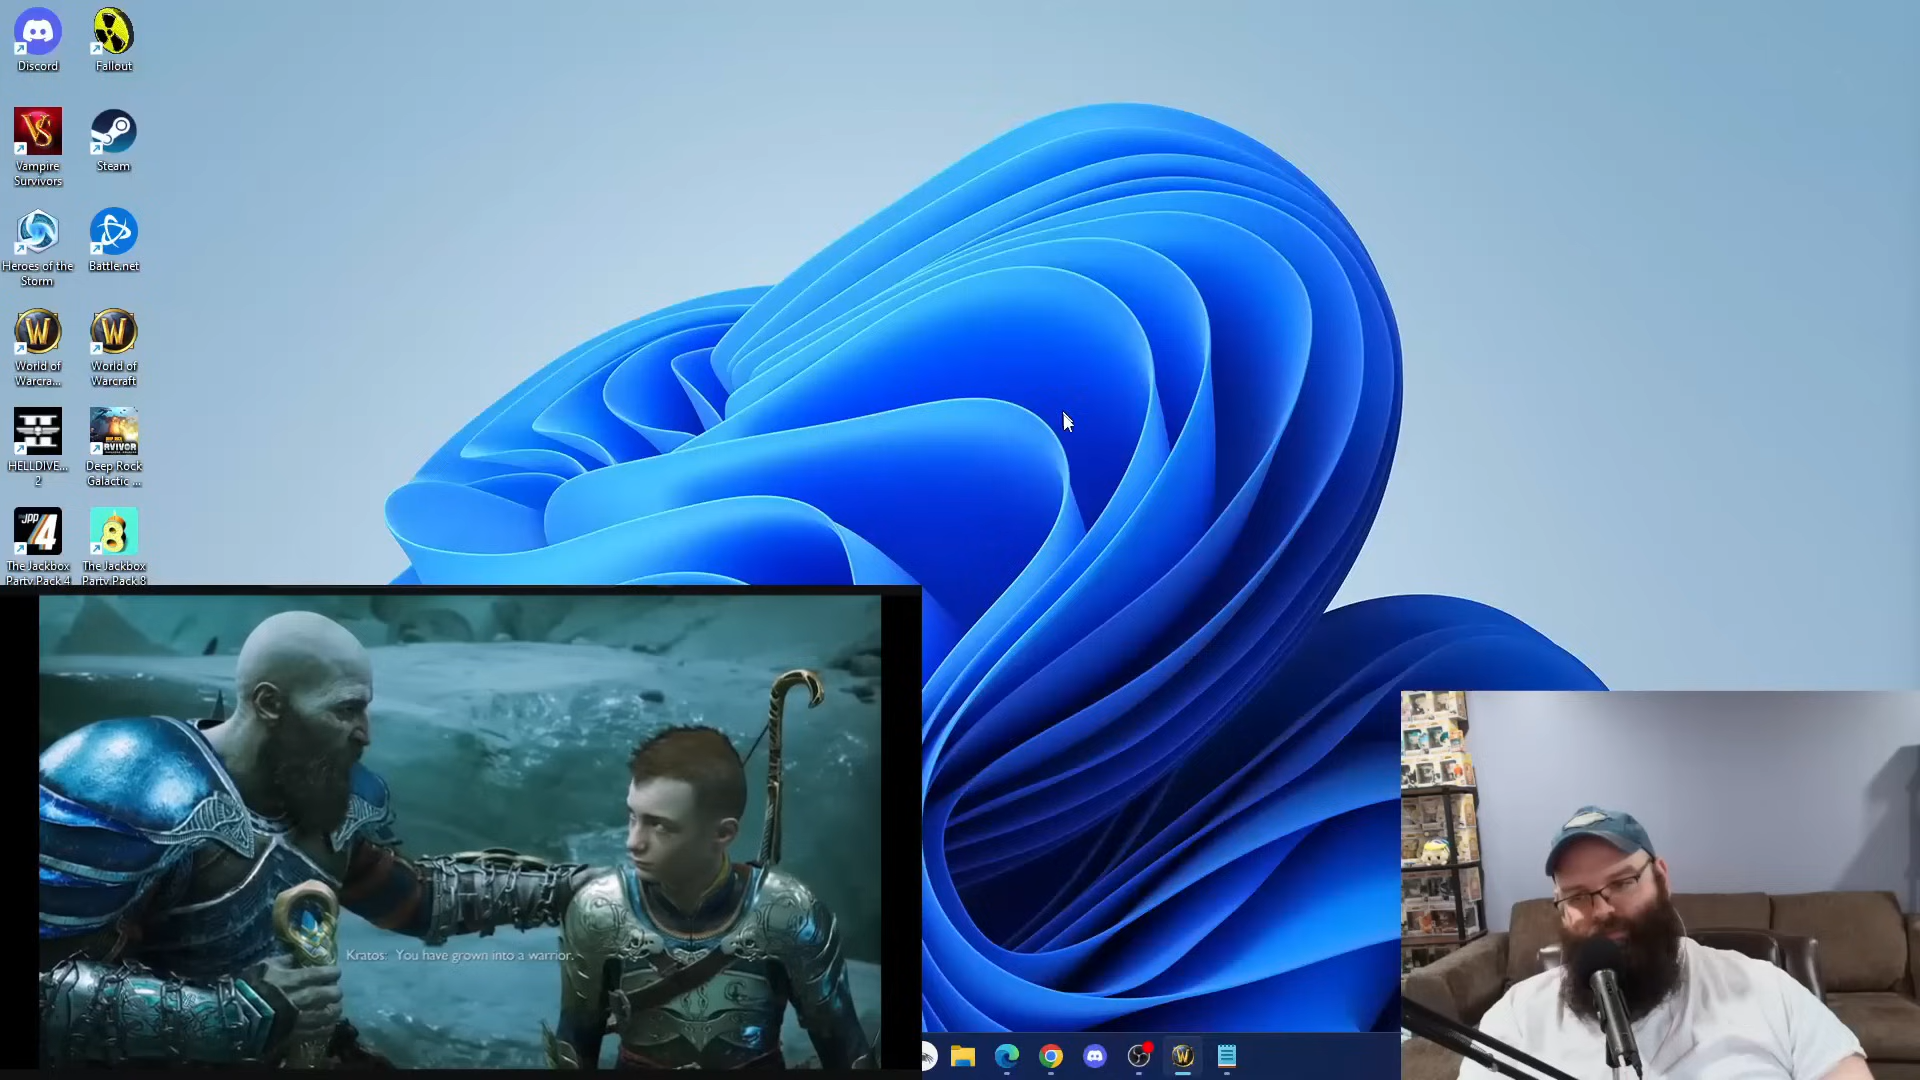 Discord
Fallout
Vampire
Survivors
Steam
Heroes of the
Storm
Battle.net
World of
Warcra...
World of
Warcraft
HELLDIVE...
2
Deep Rock
Galactic ...
The Jackbox
Party Pack 4
The Jackbox
Party Pack 8
Kratos: You have grown into a warrior.